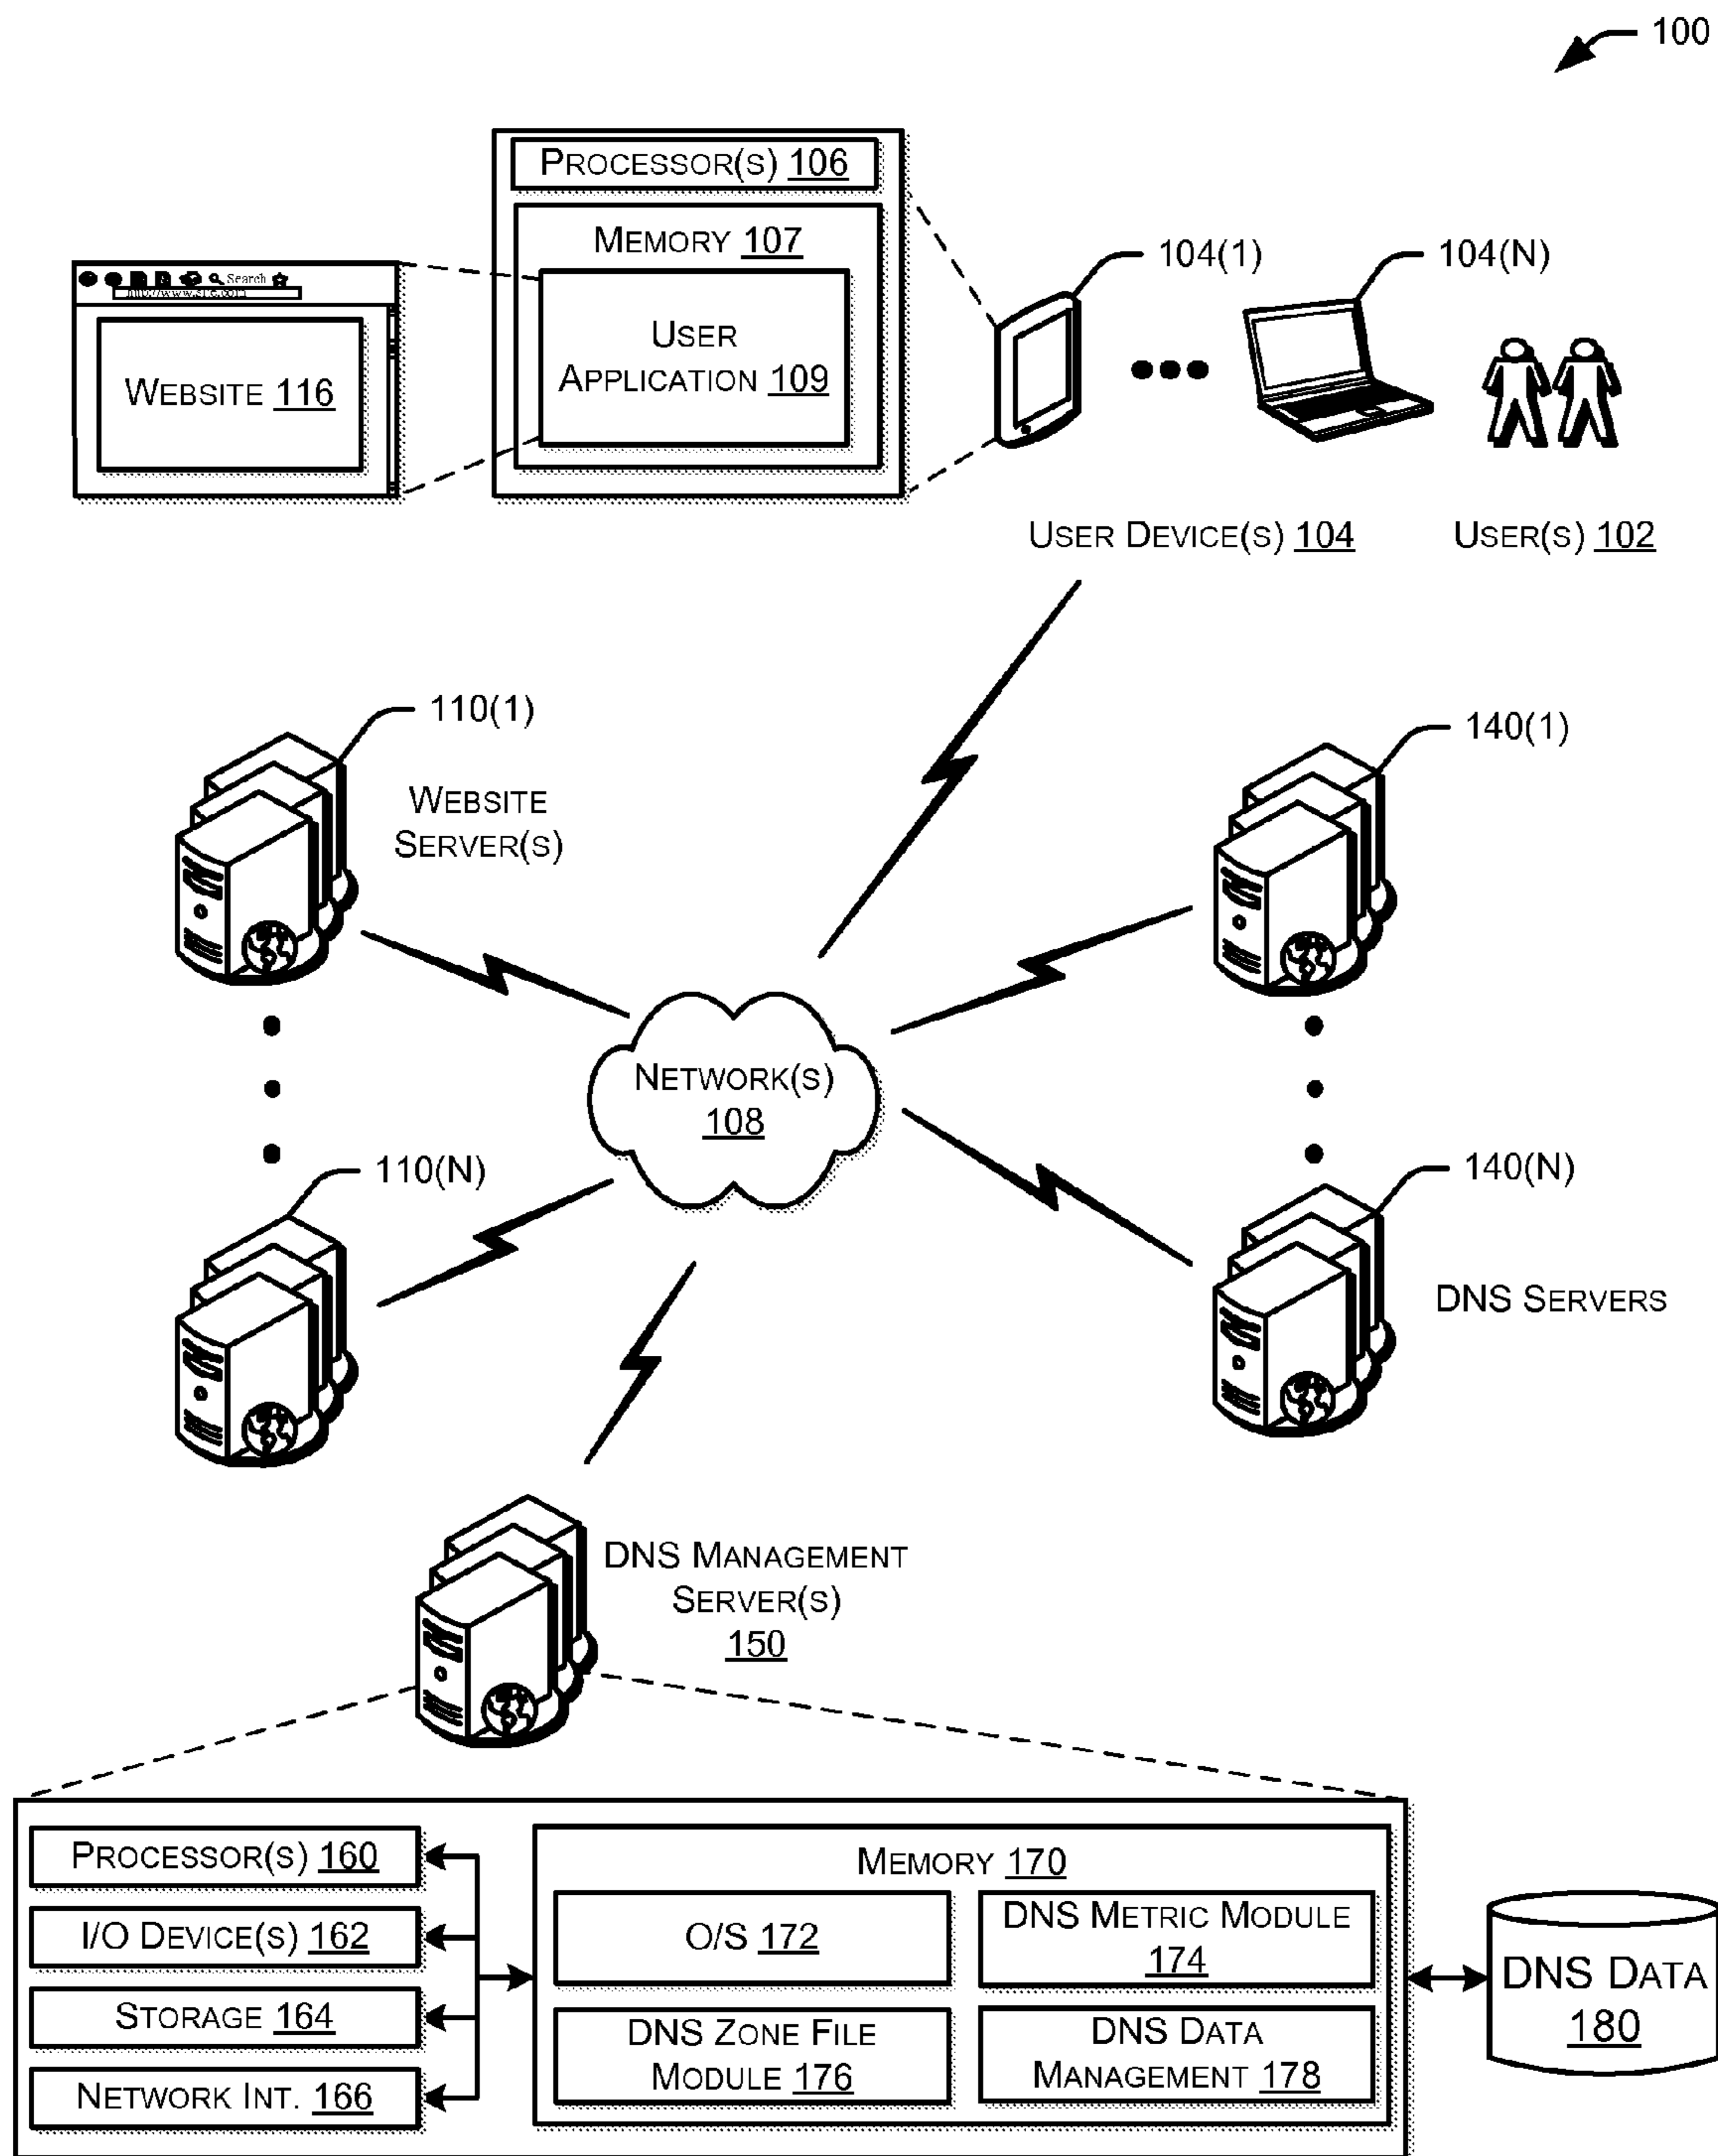 100
PROCESSOR(S) 106
MEMORY 107
USER
APPLICATION 109
Search
WEBSITE 116
104(1)
104(N)
USER DEVICE(S) 104
USER(S) 102
110(1)
WEBSITE
SERVER(S)
140(1)
NETWORK(S)
108
110(N)
140(N)
DNS SERVERS
DNS MANAGEMENT
SERVER(S)
150
PROCESSOR(S) 160
I/O DEVICE(S) 162
STORAGE 164
NETWORK INT. 166
MEMORY 170
O/S 172
DNS METRIC MODULE
174
DNS ZONE FILE
MODULE 176
DNS DATA
MANAGEMENT 178
DNS DATA
180